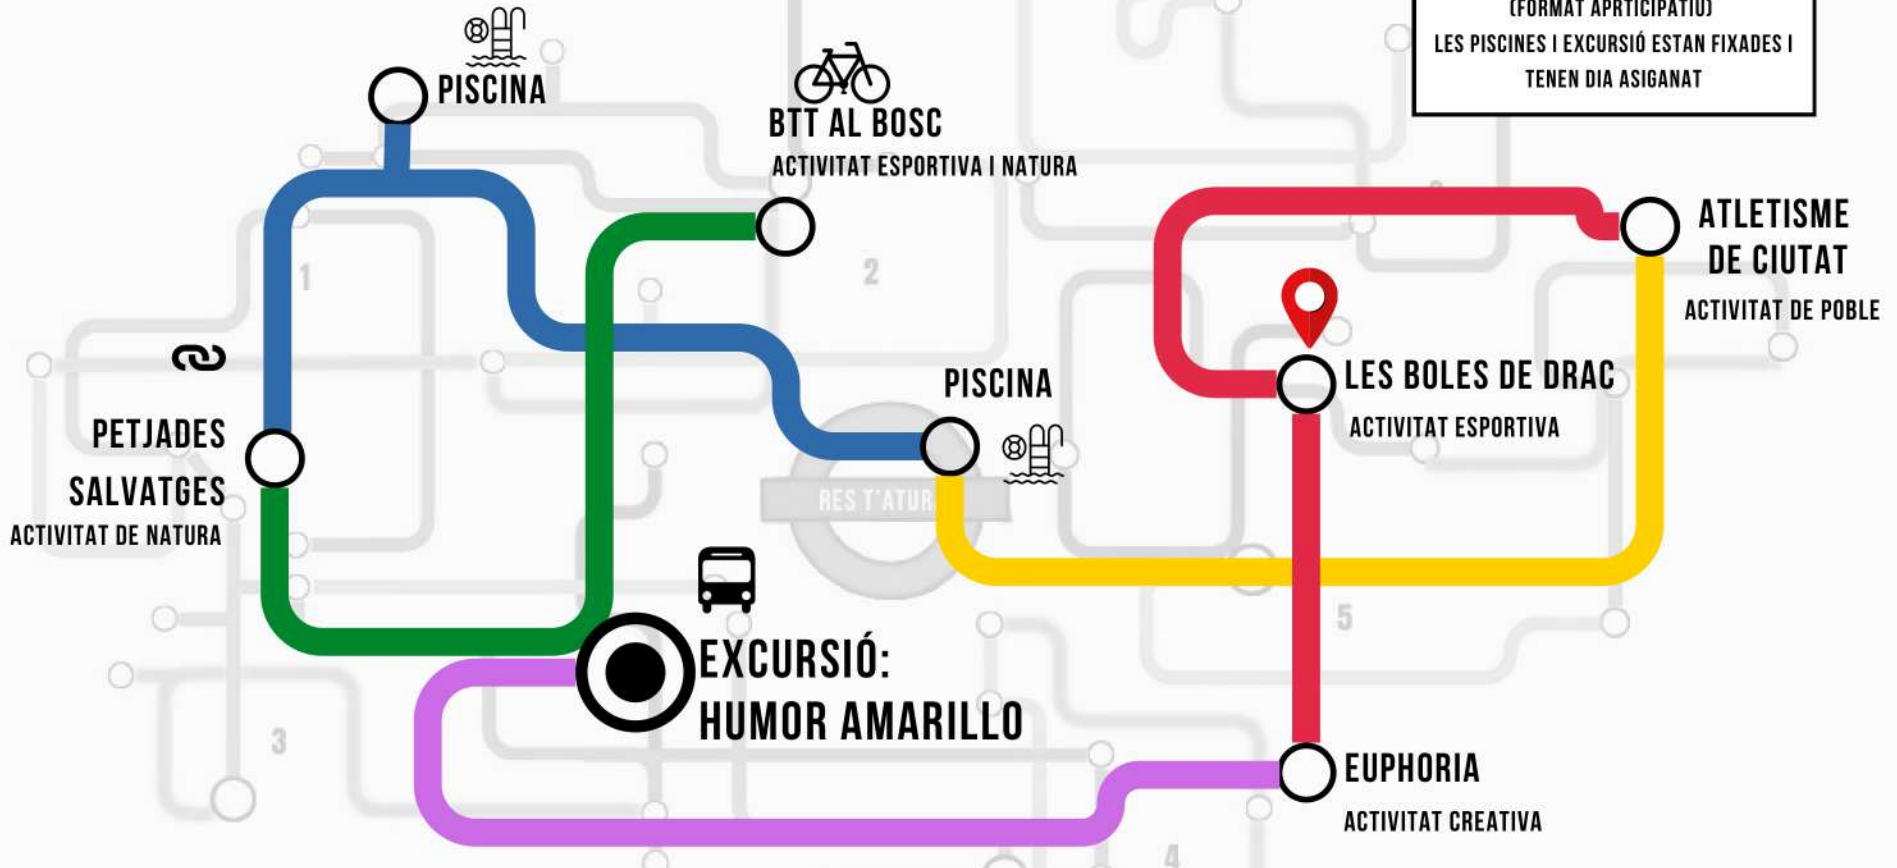 (FORMAT APRTICIPATIU)
LES PISCINES I EXCURSIÓ ESTAN FIXADES I
TENEN DIA ASIGANAT
PISCINA
BTT AL BOSC
ACTIVITAT ESPORTIVA I NATURA
ATLETISME
DE CIUTAT
ACTIVITAT DE POBLE
1
2
PISCINA
LES BOLES DE DRAC
ACTIVITAT ESPORTIVA
PETJADES
SALVATGES
ACTIVITAT DE NATURA
RES T'ATUR
EXCURSIÓ:
HUMOR AMARILLO
5
3
EUPHORIA
ACTIVITAT CREATIVA
4